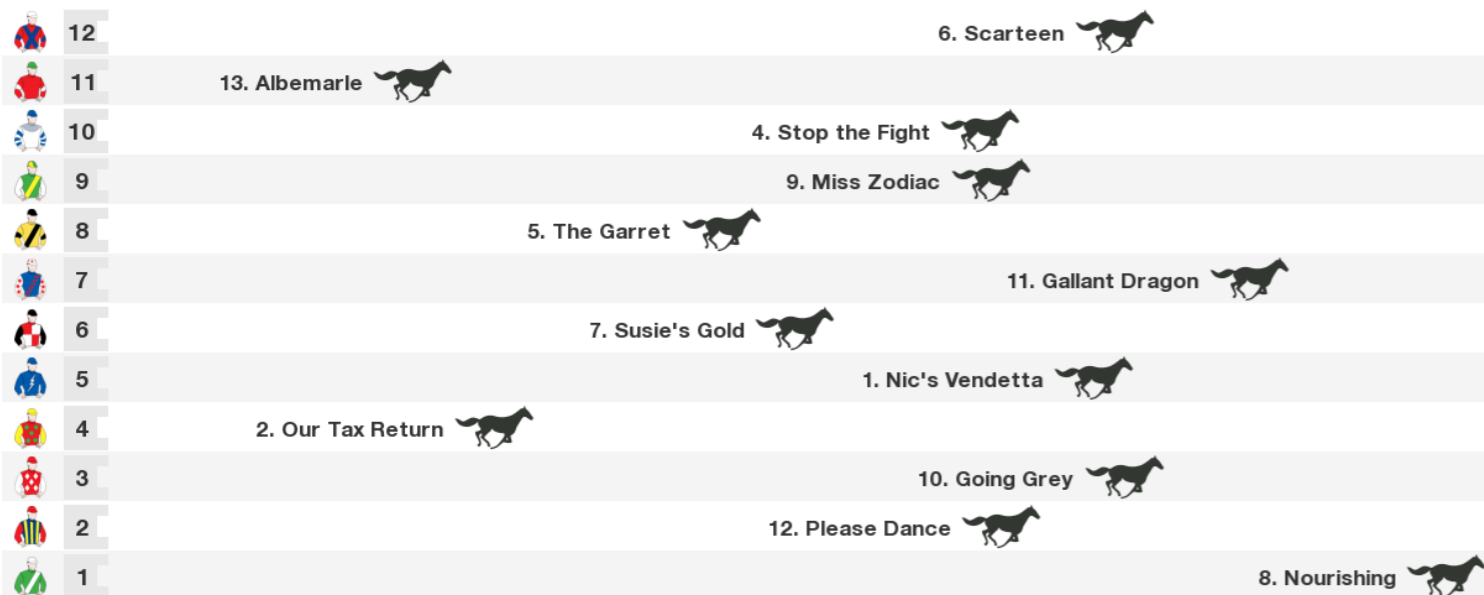 12 6. Scarteen
11 13. Albemarle
10 4. Stop the Fight
9 9. Miss Zodiac
8 5. The Garret
7 11. Gallant Dragon
6 7. Susie's Gold
5 1. Nic's Vendetta
4 2. Our Tax Return
3 10. Going Grey
2 12. Please Dance
1 8. Nourishing